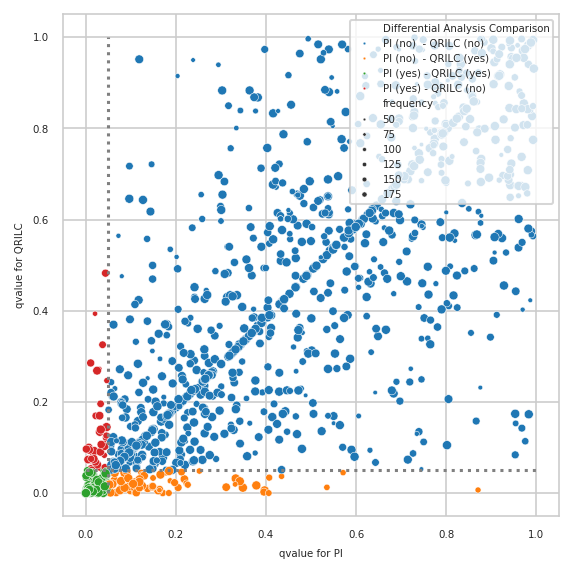 Differential Analysis Comparison
PI (no)  - QRILC (no)
PI (no)  - QRILC (yes)
PI (yes) - QRILC (yes)
PI (yes) - QRILC (no)
frequency
50
75
100
125
150
175
1.0
0.8
0.6
0.4
0.2
0.0
qvalue for QRILC
0.0 0.2 0.4 0.6 0.8 1.0
qvalue for PI